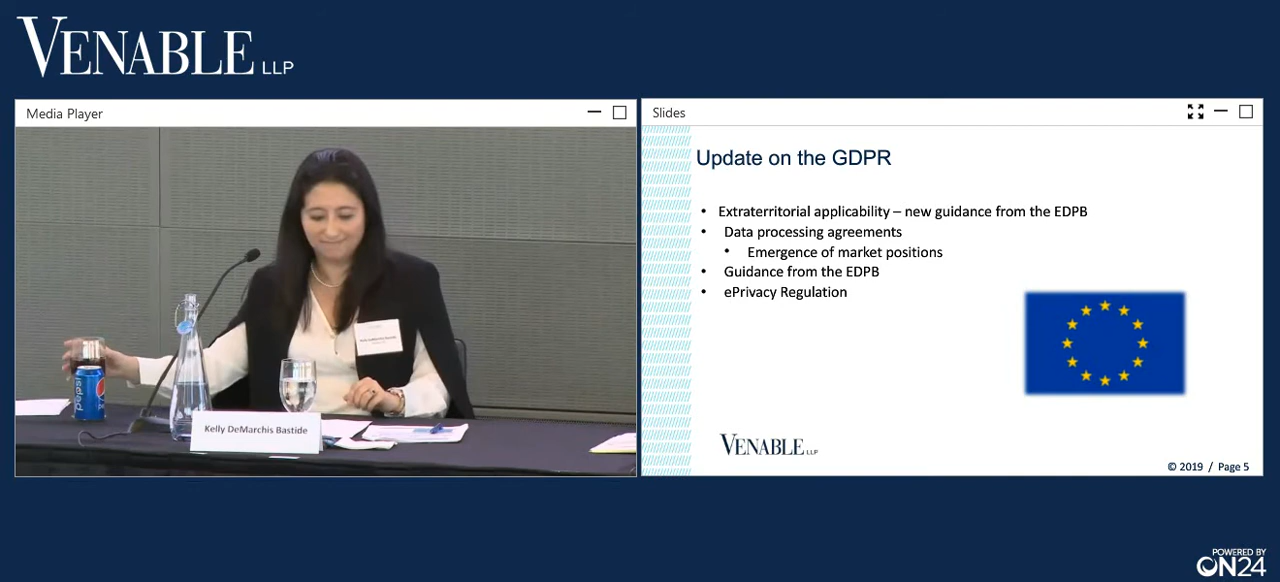 VENABLE LLP
Media Player
pepsi
Kelly DeMarchis Bastide
Slides
Update on the GDPR
• Extraterritorial applicability – new guidance from the EDPB
• Data processing agreements
• Emergence of market positions
• Guidance from the EDPB
• ePrivacy Regulation
VENABLE LLP
© 2019 / Page 5
POWERED BY
ON24